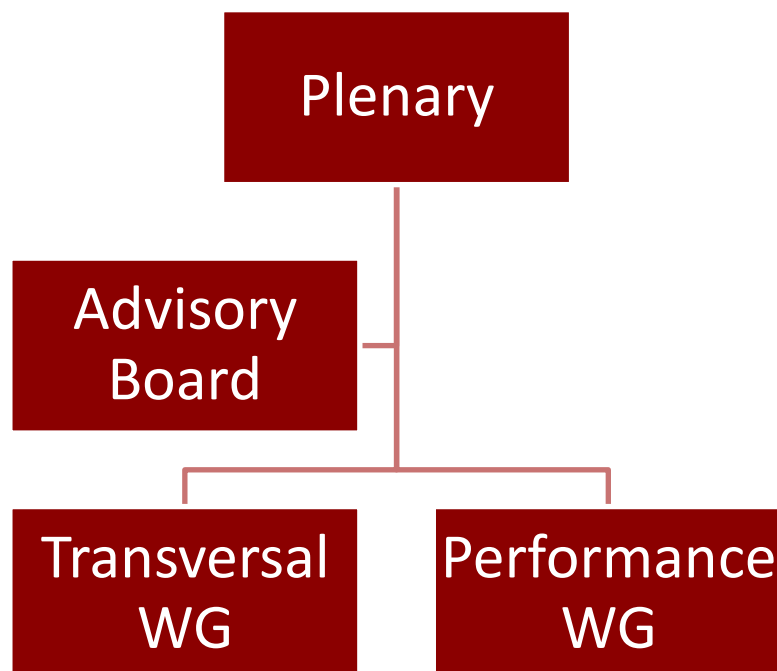 Plenary
Advisory
Board
Transversal
WG
Performance
WG